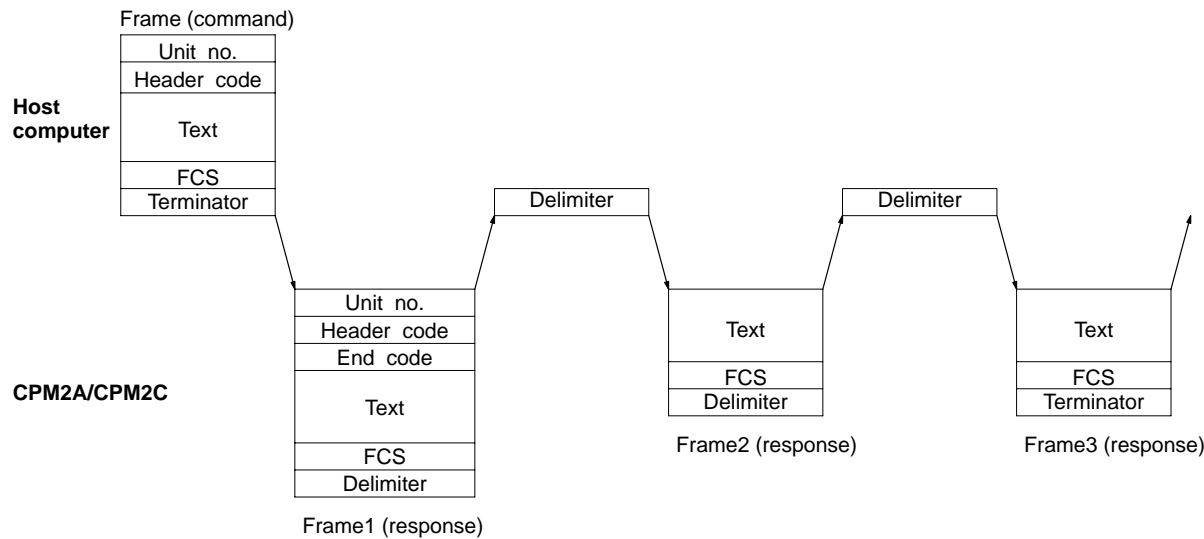 Frame (command)
Unit no.
Header code
Host
computer
Text
FCS
Terminator
Delimiter
Delimiter
Unit no.
Header code
End code
CPM2A/CPM2C
Text
FCS
Delimiter
Frame1 (response)
Text
FCS
Delimiter
Frame2 (response)
Text
FCS
Terminator
Frame3 (response)